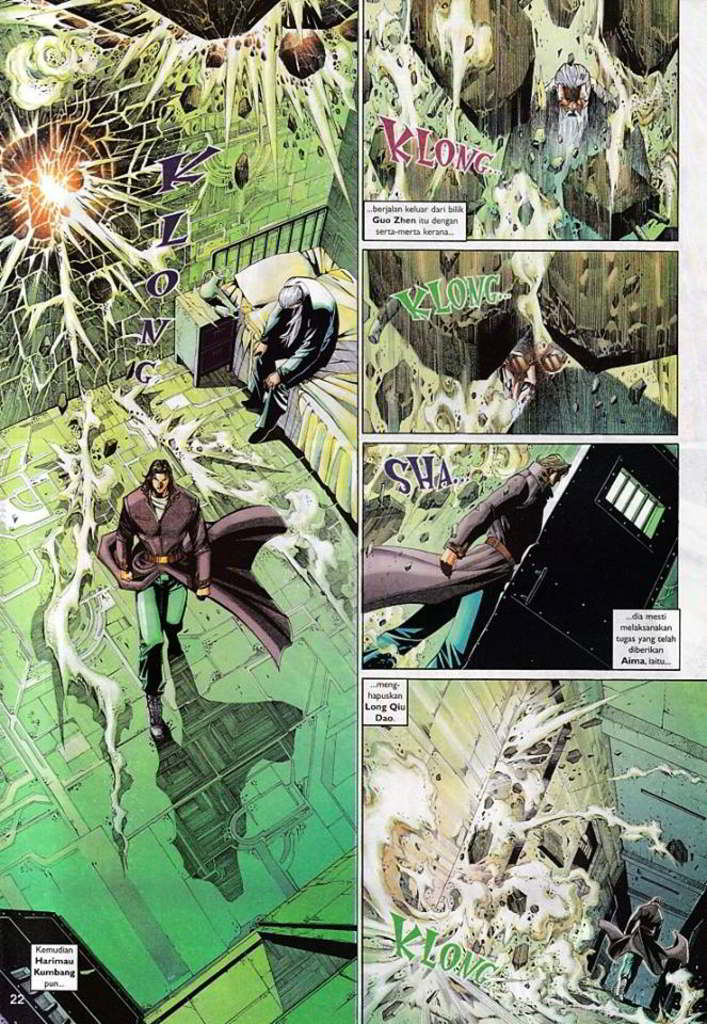 KLONG
Kemudian
Harimau
Kumbang
pun...
22
KLONG...
...berjalan keluar dari bilik
Guo Zhen itu dengan
serta-merta kerana...
KLONG...
SHA...
...dia mesti
melaksanakan
tugas yang telah
diberikan
Aima, iaitu...
...meng-
hapuskan
Long Qiu
Dao.
KLONG